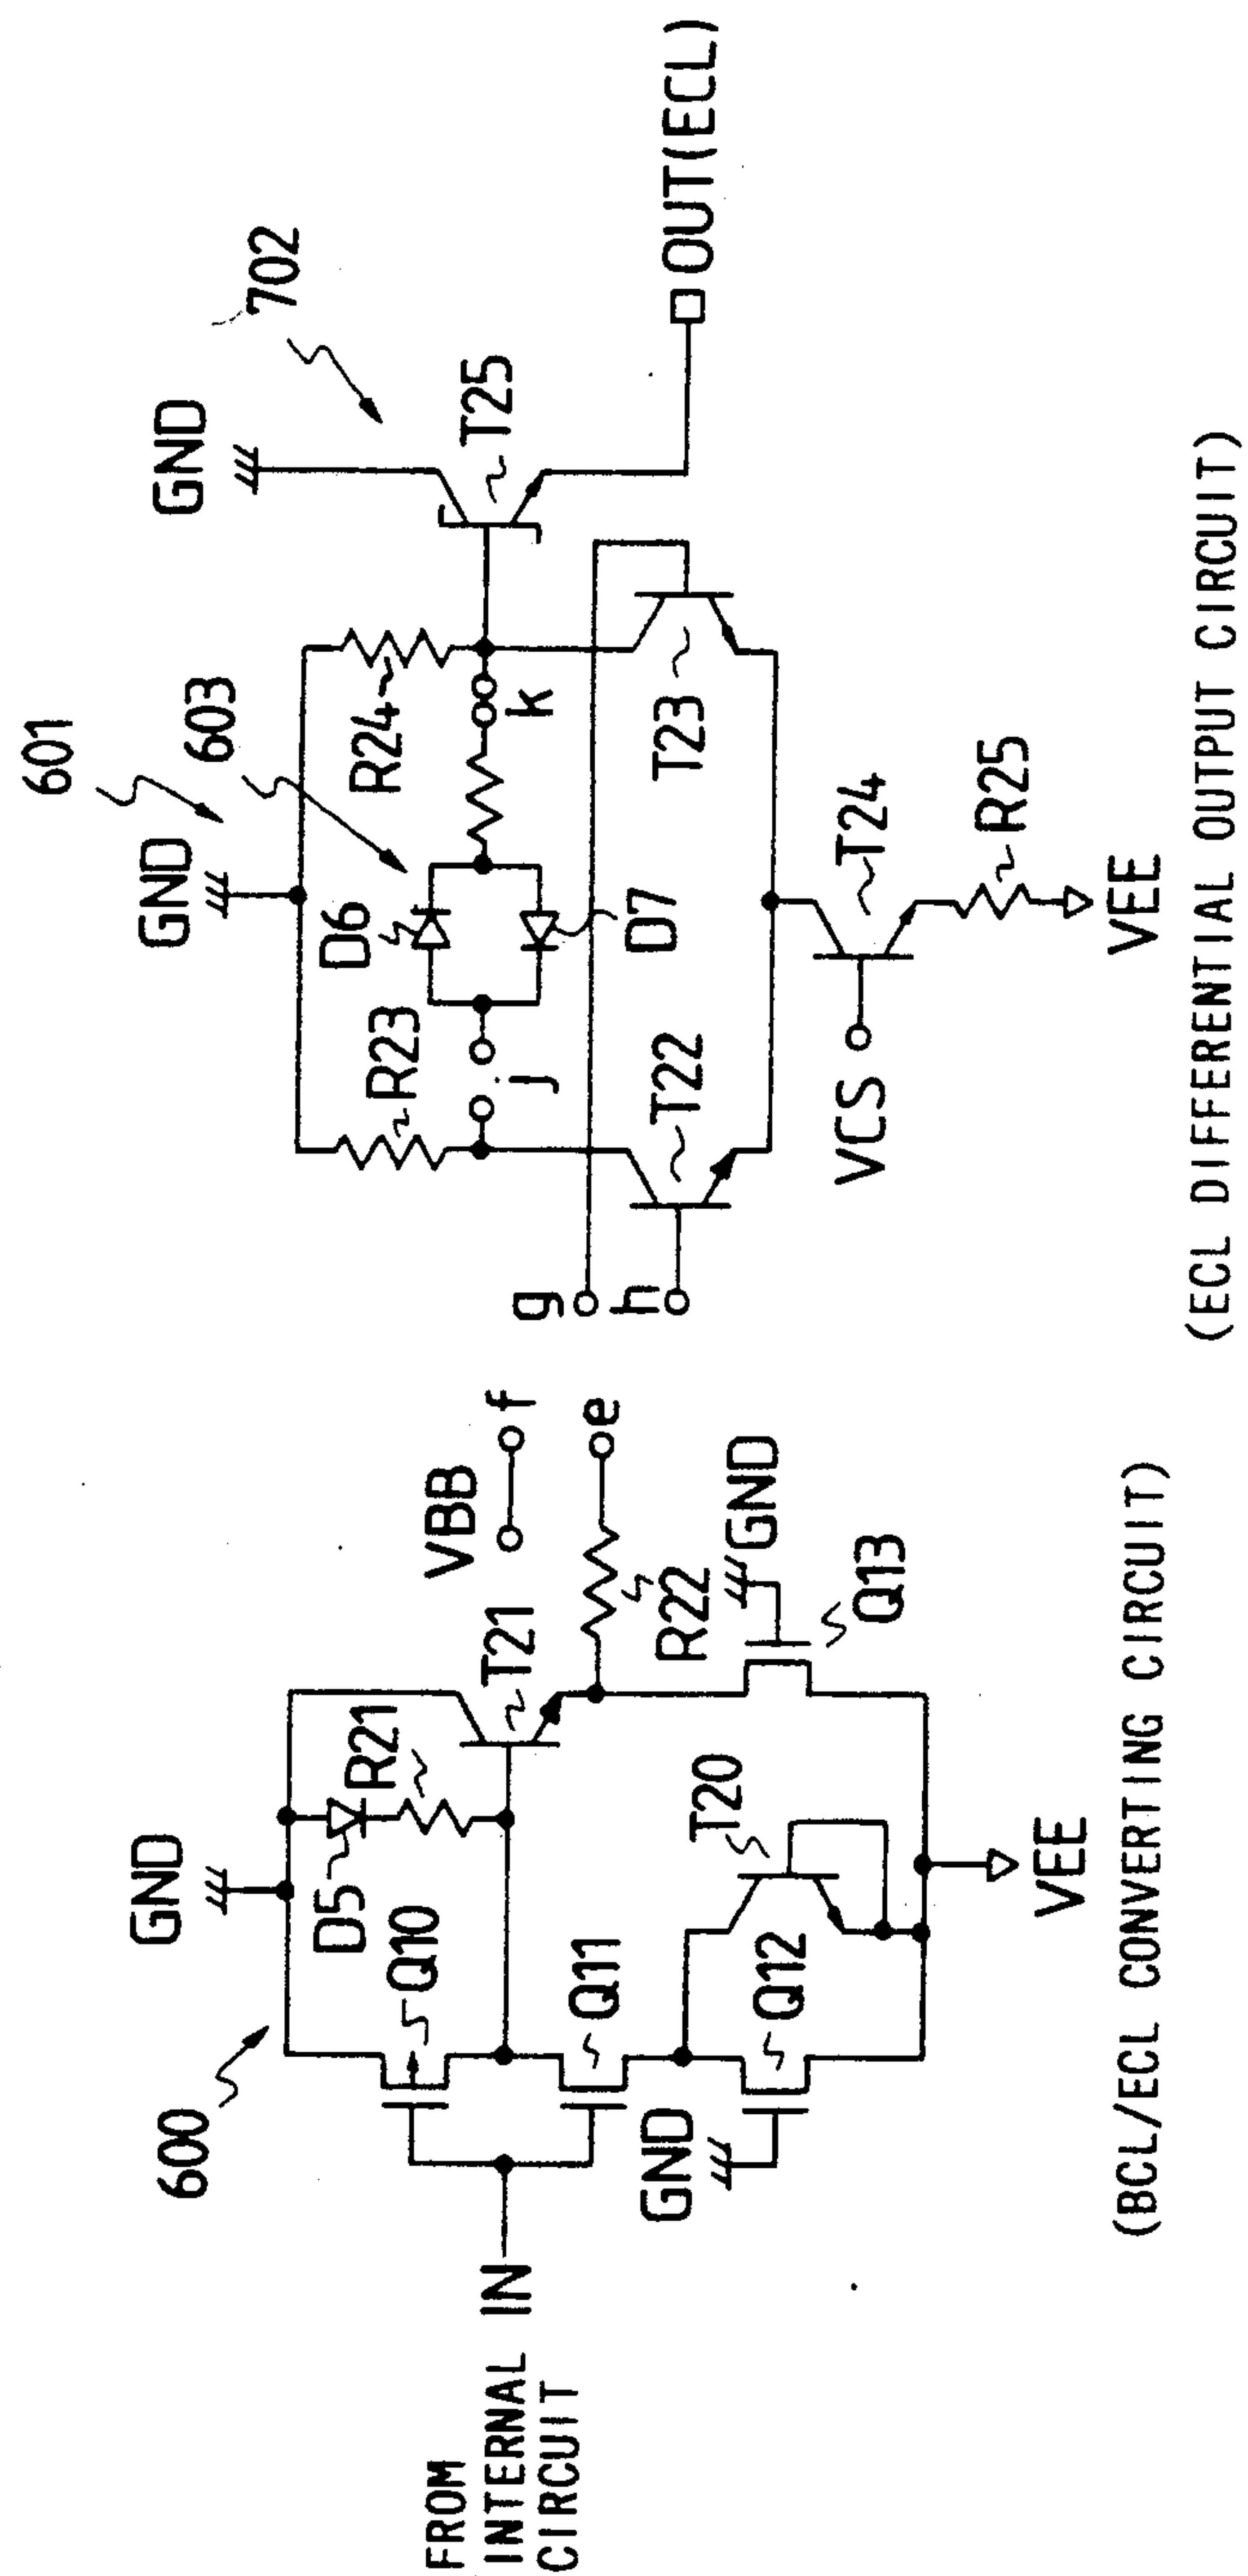 600
GND
D5
R21
Q10
T21
VBB
f
e
R22
FROM
INTERNAL
CIRCUIT
IN
Q11
T20
GND
Q13
GND
Q12
VEE
(BCL/ECL CONVERTING CIRCUIT)
601
603
702
GND
GND
R23
D6
R24
T25
j
k
g
h
D7
OUT(ECL)
T22
T23
VCS
T24
R25
VEE
(ECL DIFFERENTIAL OUTPUT CIRCUIT)